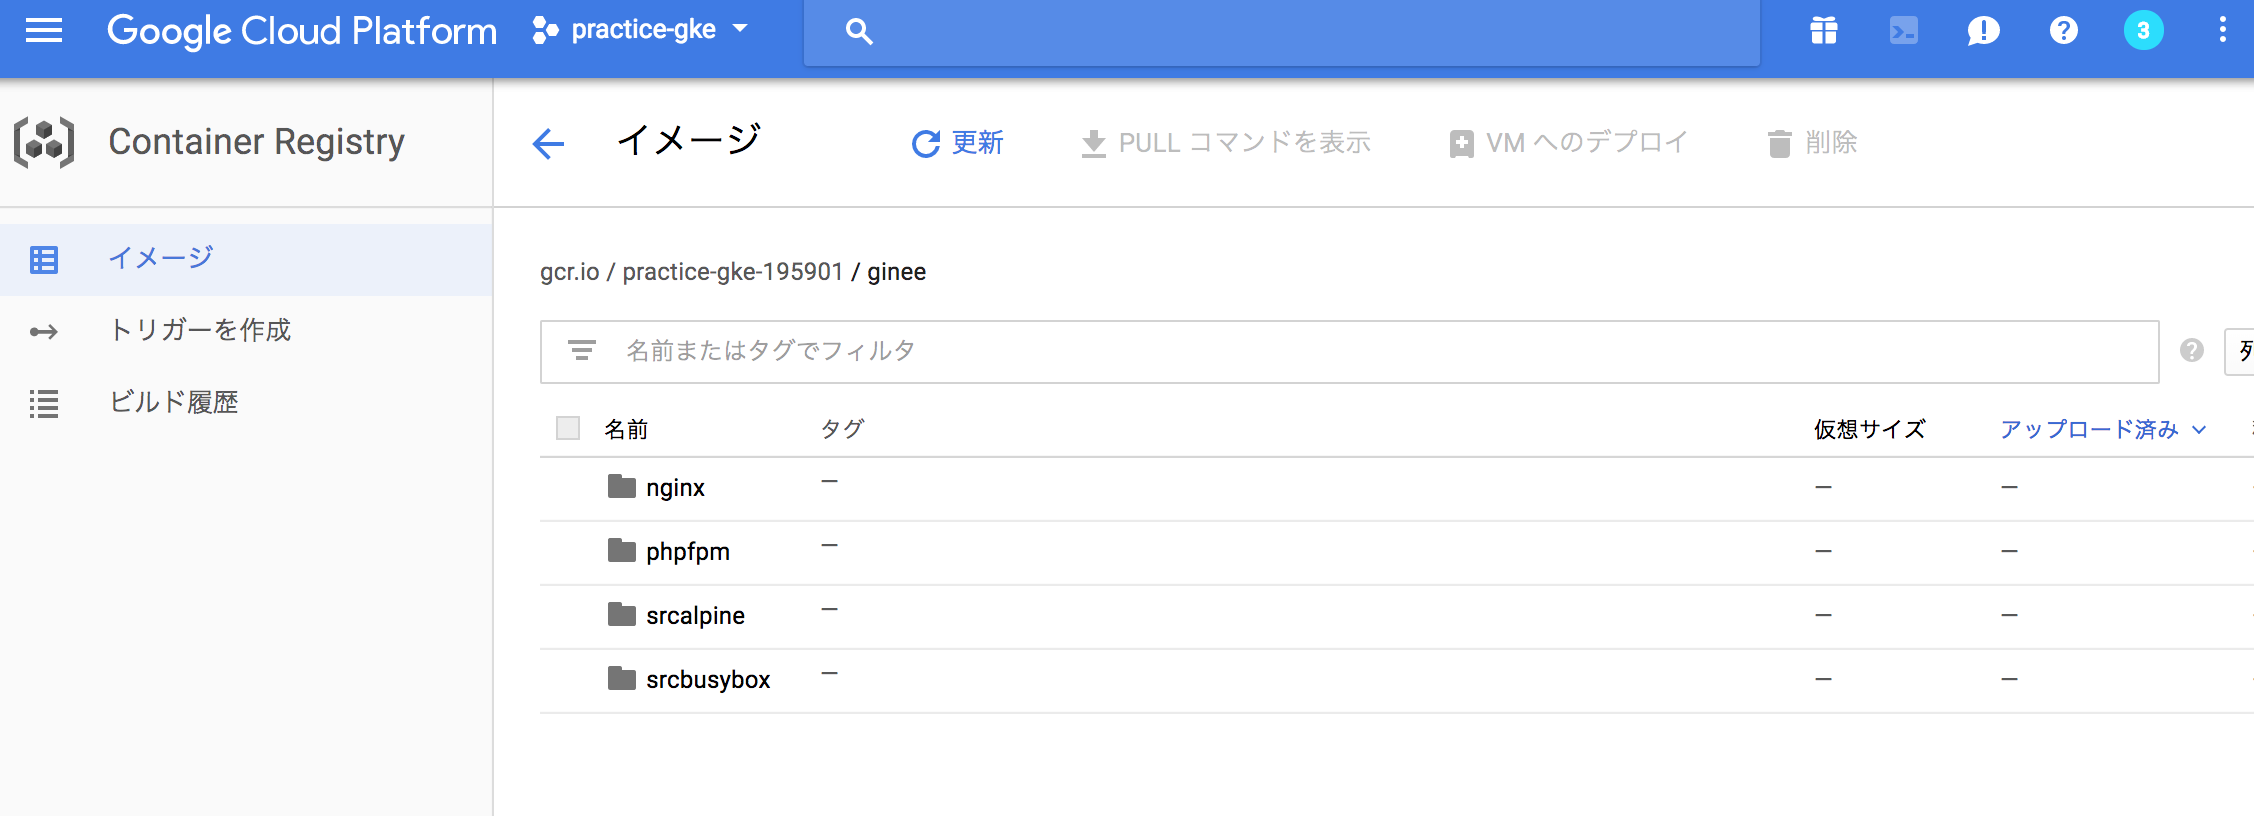 Google Cloud Platform practice-gke 3
Container Registry
イメージ 更新 PULL コマンドを表示 VM へのデプロイ 削除
イメージ
トリガーを作成
ビルド履歴
gcr.io / practice-gke-195901 / ginee
名前またはタグでフィルタ
名前 タグ 仮想サイズ アップロード済み
nginx — — —
phpfpm — — —
srcalpine — — —
srcbusybox — — —